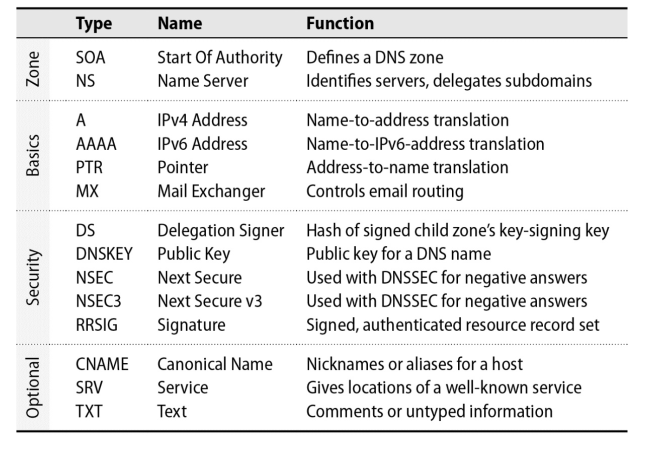 Type Name Function
Zone
SOA Start Of Authority Defines a DNS zone
NS Name Server Identifies servers, delegates subdomains
Basics
A IPv4 Address Name-to-address translation
AAAA IPv6 Address Name-to-IPv6-address translation
PTR Pointer Address-to-name translation
MX Mail Exchanger Controls email routing
Security
DS Delegation Signer Hash of signed child zone’s key-signing key
DNSKEY Public Key Public key for a DNS name
NSEC Next Secure Used with DNSSEC for negative answers
NSEC3 Next Secure v3 Used with DNSSEC for negative answers
RRSIG Signature Signed, authenticated resource record set
Optional
CNAME Canonical Name Nicknames or aliases for a host
SRV Service Gives locations of a well-known service
TXT Text Comments or untyped information